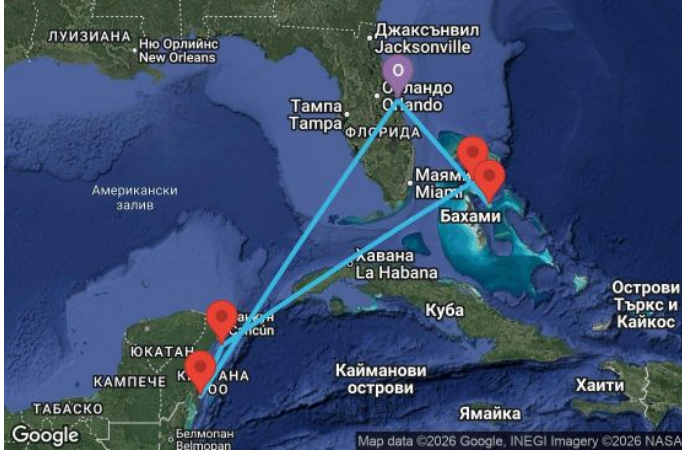 ЛУИЗИАНА
Ню Орлийнс
New Orleans
Джаксънвил
Jacksonville
O
Орландо
Orlando
Тампа
Tampa
ФЛОРИДА
Маями
Miami
Бахами
Американски
залив
Хавана
La Habana
Куба
Острови
Търкс и
Кайкос
Cancún
ЮКАТАН
КАМПЕЧЕ
ТАБАСКО
Кайманови
острови
Хаити
Ямайка
Белмопан
Belmopan
Google
Map data ©2026 Google, INEGI Imagery ©2026 NASA